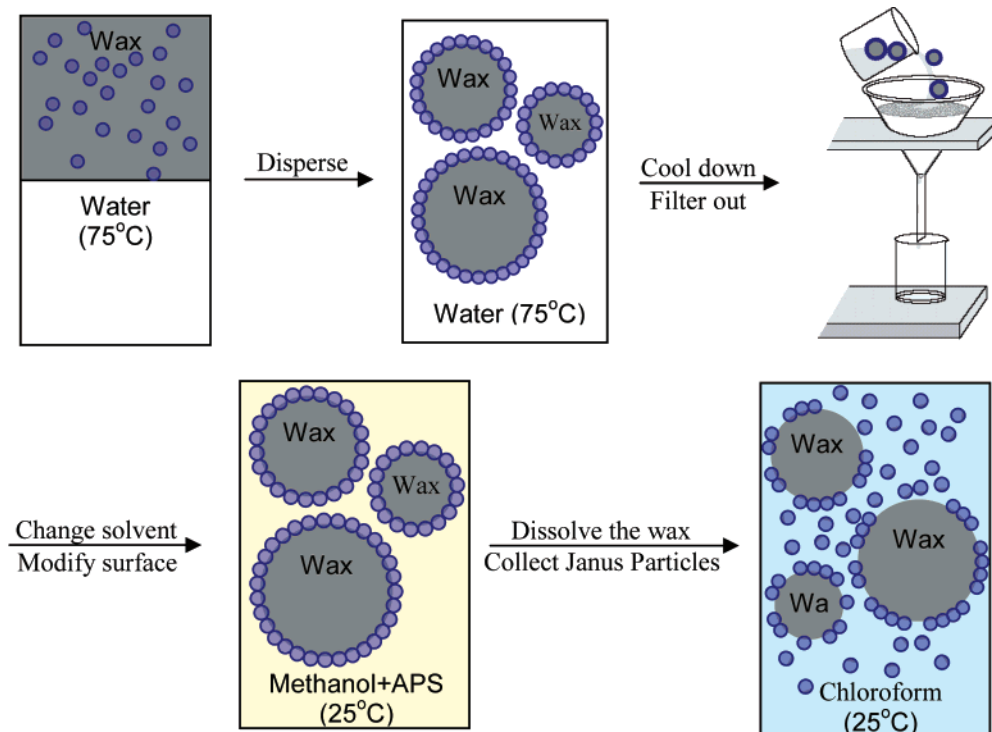 Wax
Water
(75°C)
Disperse
Wax
Wax
Wax
Water (75°C)
Cool down
Filter out
Change solvent
Modify surface
Wax
Wax
Wax
Methanol+APS
(25°C)
Dissolve the wax
Collect Janus Particles
Wax
Wax
Wa
Chloroform
(25°C)